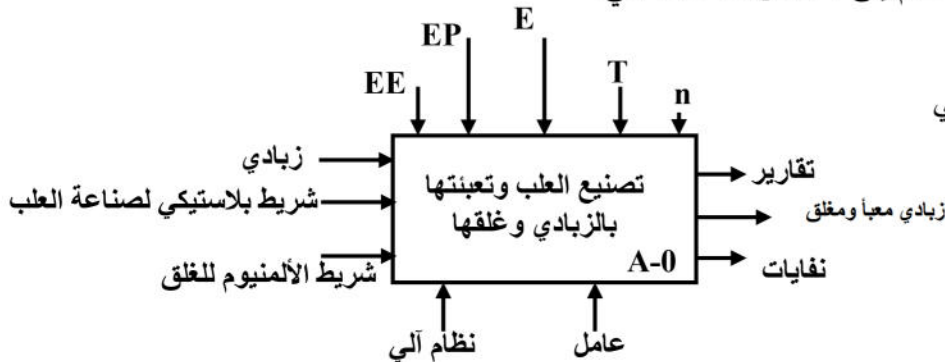 E
EP
T
EE
n
زبادي
تصنيع العلب وتعبئتها
تقارير
شريط بلاستيكي لصناعة العلب
بالزبادي وغلقها
زبادي معبأ ومغلق
شريط الألمنيوم للغلق
A-0
نفايات
نظام آلي
عامل